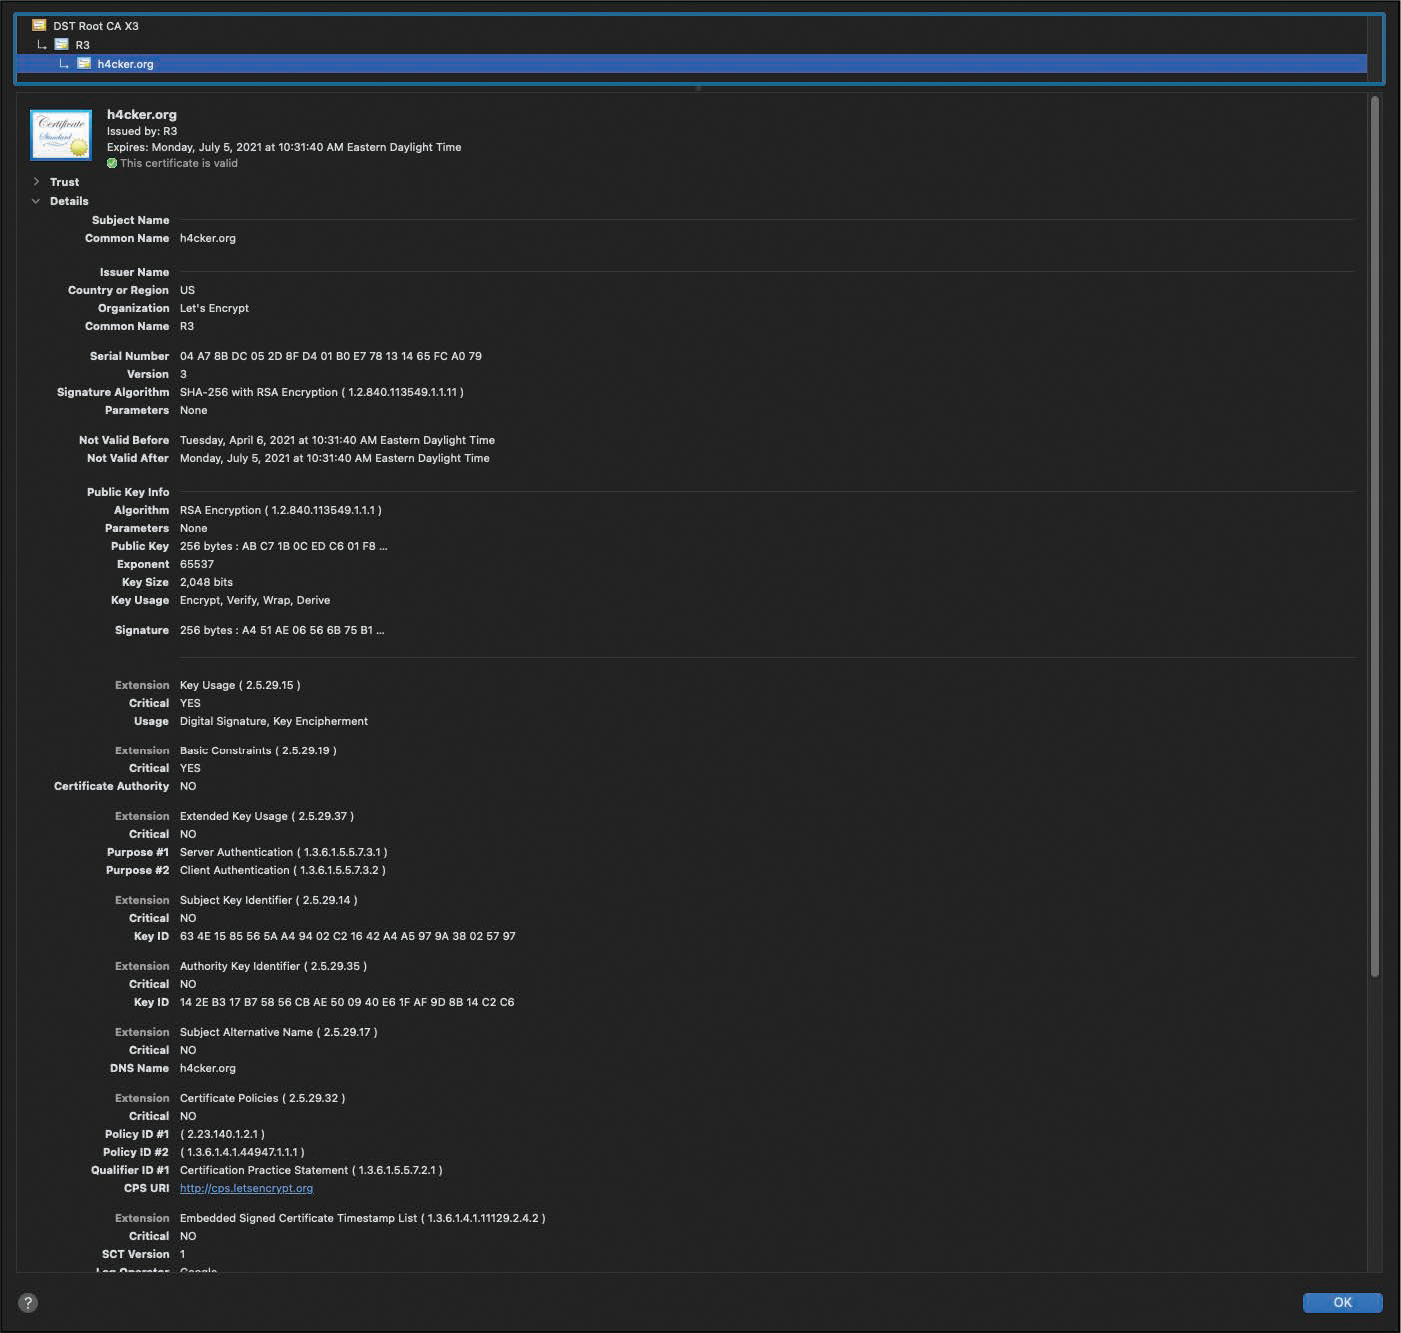 DST Root CA X3
R3
h4cker.org
Certificate
Standard
h4cker.org
Issued by: R3
Expires: Monday, July 5, 2021 at 10:31:40 AM Eastern Daylight Time
This certificate is valid
Trust
Details
Subject Name
Common Name h4cker.org
Issuer Name
Country or Region US
Organization Let's Encrypt
Common Name R3
Serial Number 04 A7 8B DC 05 2D 8F D4 01 B0 E7 78 13 14 65 FC A0 79
Version 3
Signature Algorithm SHA-256 with RSA Encryption ( 1.2.840.113549.1.1.11 )
Parameters None
Not Valid Before Tuesday, April 6, 2021 at 10:31:40 AM Eastern Daylight Time
Not Valid After Monday, July 5, 2021 at 10:31:40 AM Eastern Daylight Time
Public Key Info
Algorithm RSA Encryption ( 1.2.840.113549.1.1.1 )
Parameters None
Public Key 256 bytes : AB C7 1B 0C ED C6 01 F8 ...
Exponent 65537
Key Size 2,048 bits
Key Usage Encrypt, Verify, Wrap, Derive
Signature 256 bytes : A4 51 AE 06 56 6B 75 B1 ...
Extension Key Usage ( 2.5.29.15 )
Critical YES
Usage Digital Signature, Key Encipherment
Extension Basic Constraints ( 2.5.29.19 )
Critical YES
Certificate Authority NO
Extension Extended Key Usage ( 2.5.29.37 )
Critical NO
Purpose #1 Server Authentication ( 1.3.6.1.5.5.7.3.1 )
Purpose #2 Client Authentication ( 1.3.6.1.5.5.7.3.2 )
Extension Subject Key Identifier ( 2.5.29.14 )
Critical NO
Key ID 63 4E 15 85 56 5A A4 94 02 C2 16 42 A4 A5 97 9A 38 02 57 97
Extension Authority Key Identifier ( 2.5.29.35 )
Critical NO
Key ID 14 2E B3 17 B7 58 56 CB AE 50 09 40 E6 1F AF 9D 8B 14 C2 C6
Extension Subject Alternative Name ( 2.5.29.17 )
Critical NO
DNS Name h4cker.org
Extension Certificate Policies ( 2.5.29.32 )
Critical NO
Policy ID #1 ( 2.23.140.1.2.1 )
Policy ID #2 ( 1.3.6.1.4.1.44947.1.1.1 )
Qualifier ID #1 Certification Practice Statement ( 1.3.6.1.5.5.7.2.1 )
CPS URI http://cps.letsencrypt.org
Extension Embedded Signed Certificate Timestamp List ( 1.3.6.1.4.1.11129.2.4.2 )
Critical NO
SCT Version 1
Log Operator Google
?
OK